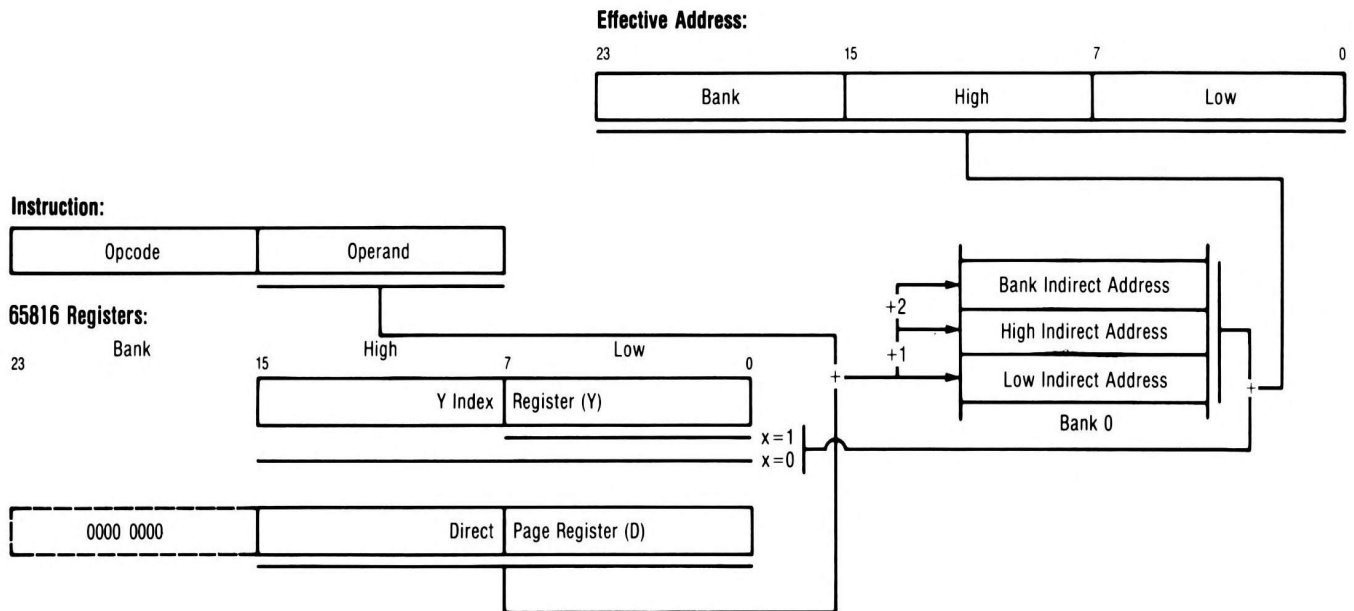 Effective Address:
23 15 7 0
Bank High Low
Instruction:
Opcode Operand
65816 Registers:
Bank High Low
23 15 7 0
Y Index Register (Y)
x=1
x=0
0000 0000 Direct Page Register (D)
+
+2
+1
Bank Indirect Address
High Indirect Address
Low Indirect Address
Bank 0
+